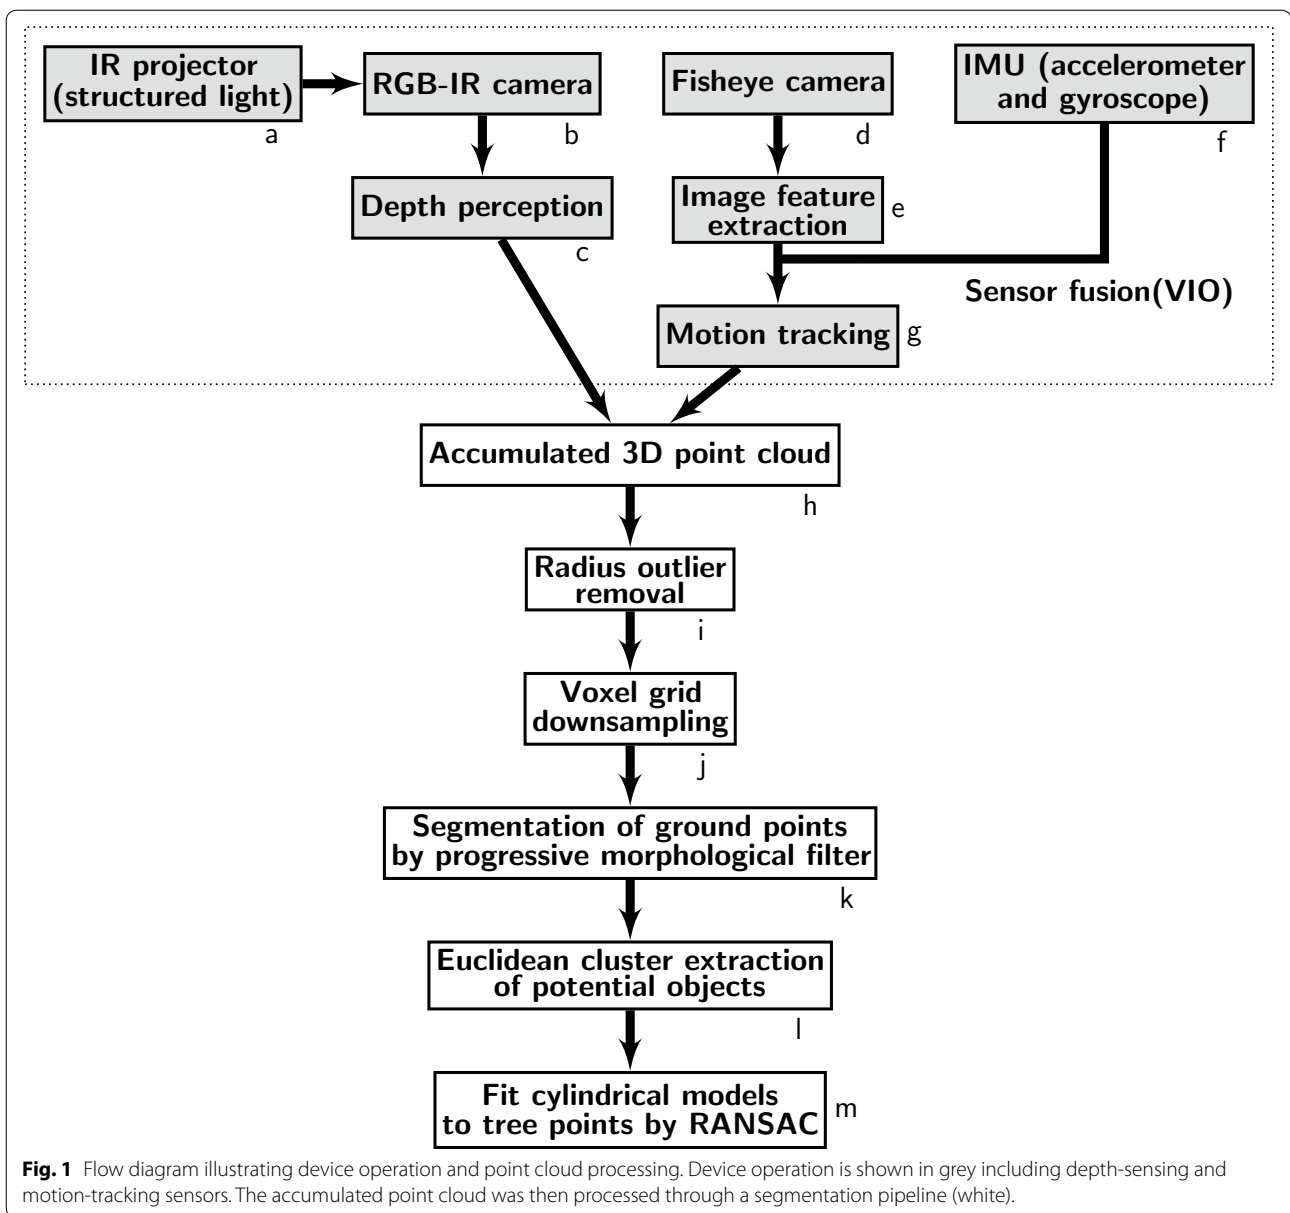 IR projector
(structured light)
a
RGB-IR camera
b
Fisheye camera
d
IMU (accelerometer
and gyroscope)
f
Depth perception
c
Image feature
extraction
e
Sensor fusion(VIO)
Motion tracking
g
Accumulated 3D point cloud
h
Radius outlier
removal
i
Voxel grid
downsampling
j
Segmentation of ground points
by progressive morphological filter
k
Euclidean cluster extraction
of potential objects
l
Fit cylindrical models
to tree points by RANSAC
m
Fig. 1 Flow diagram illustrating device operation and point cloud processing. Device operation is shown in grey including depth-sensing and
motion-tracking sensors. The accumulated point cloud was then processed through a segmentation pipeline (white).